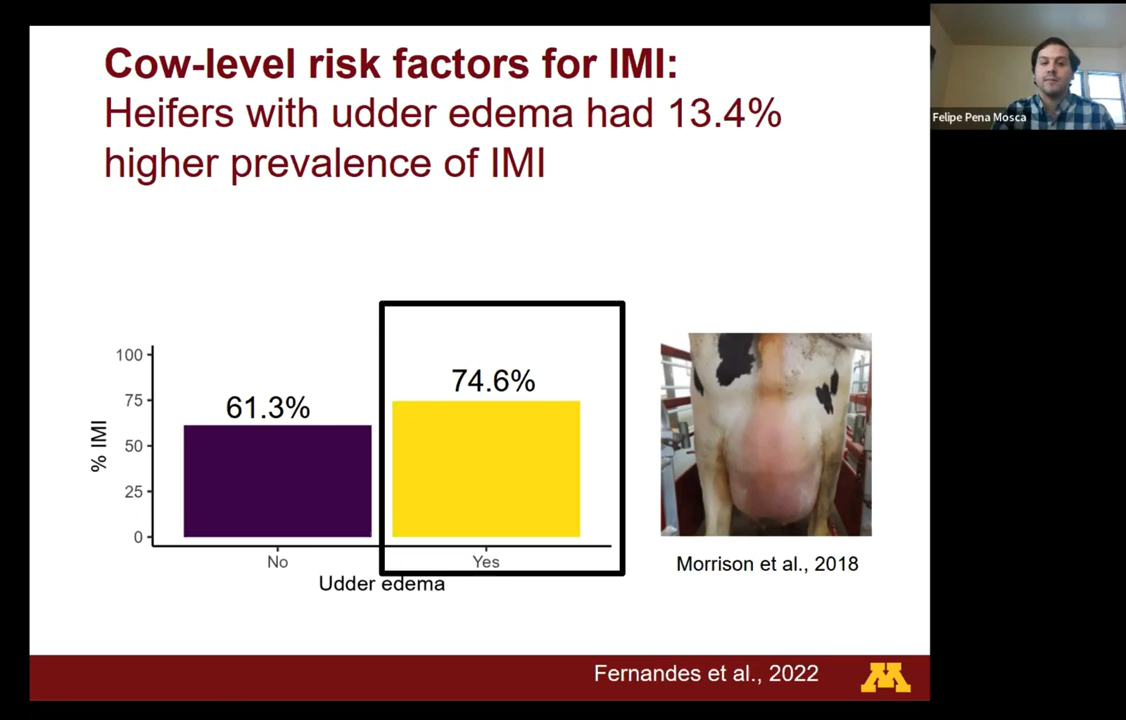 Cow-level risk factors for IMI:
Heifers with udder edema had 13.4%
higher prevalence of IMI
Felipe Pena Mosca
% IMI
100
75
50
25
0
61.3%
74.6%
No
Yes
Udder edema
Morrison et al., 2018
Fernandes et al., 2022
M